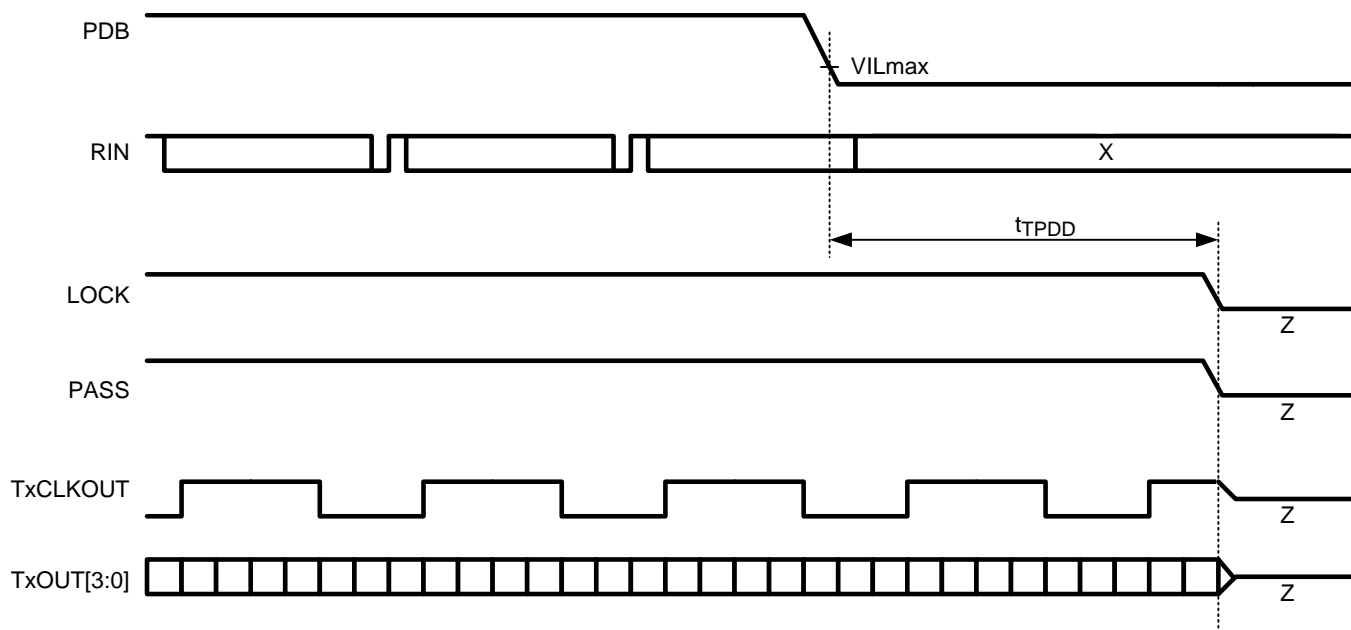 PDB
VILmax
RIN
X
tTPDD
LOCK
Z
PASS
Z
TxCLKOUT
Z
TxOUT[3:0]
Z